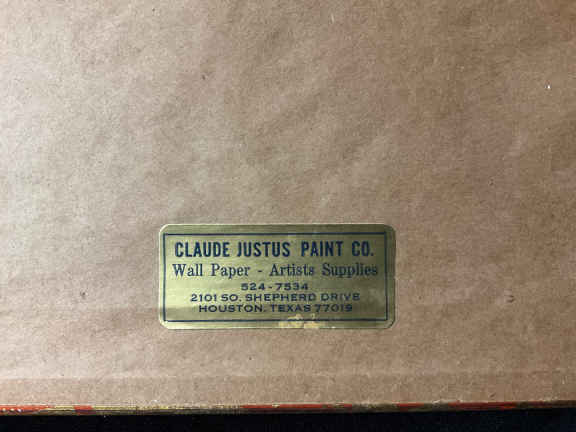 CLAUDE JUSTUS PAINT CO.
Wall Paper - Artists Supplies
524-7534
2101 SO. SHEPHERD DRIVE
HOUSTON, TEXAS 77019